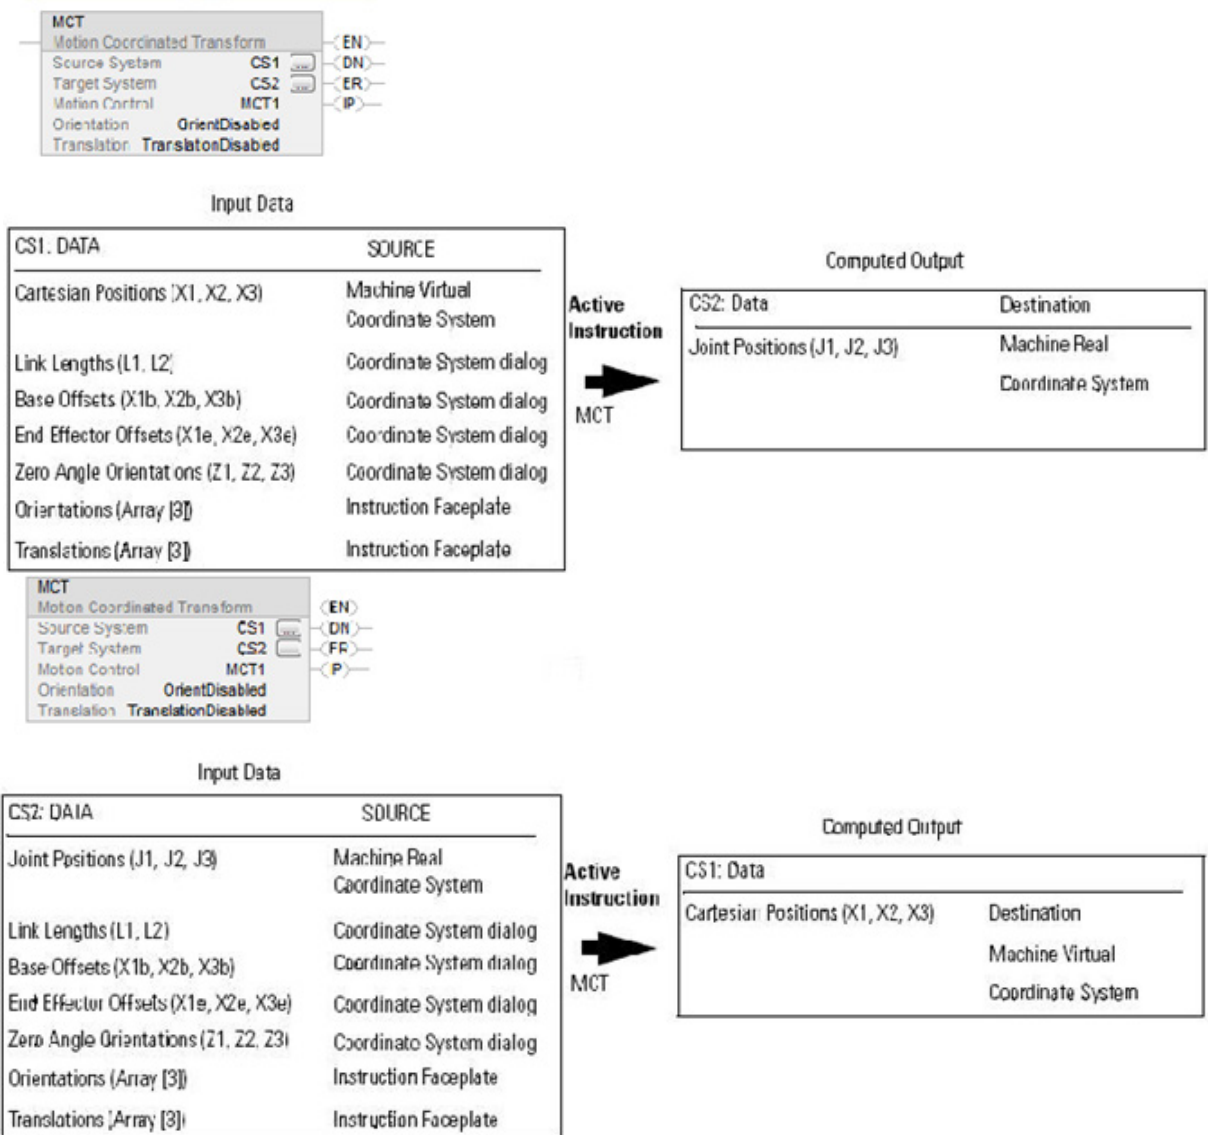 MCT
Motion Coordinated Transform
EN
Source System CS1 ...
DN
Target System CS2 ...
ER
Motion Control MCT1
IP
Orientation OrientDisabled
Translation TranslatonDisabled
Input Data
CS1: DATA SOURCE
Cartesian Positions (X1, X2, X3) Machine Virtual
Coordinate System
Link Lengths (L1, L2) Coordinate System dialog
Base Offsets (X1b, X2b, X3b) Coordinate System dialog
End Effector Offsets (X1e, X2e, X3e) Coordinate System dialog
Zero Angle Orientations (Z1, Z2, Z3) Coordinate System dialog
Orientations (Array [3]) Instruction Faceplate
Translations (Array [3]) Instruction Faceplate
Active
Instruction
MCT
Computed Output
CS2: Data Destination
Joint Positions (J1, J2, J3) Machine Real
Coordinate System
MCT
Motion Coordinated Transform
EN
Source System CS1 ...
DN
Target System CS2 ...
ER
Motion Control MCT1
IP
Orientation OrientDisabled
Translation TranslationDisabled
Input Data
CS2: DATA SOURCE
Joint Positions (J1, J2, J3) Machine Real
Coordinate System
Link Lengths (L1, L2) Coordinate System dialog
Base Offsets (X1b, X2b, X3b) Coordinate System dialog
End Effector Offsets (X1e, X2e, X3e) Coordinate System dialog
Zero Angle Orientations (Z1, Z2, Z3) Coordinate System dialog
Orientations (Array [3]) Instruction Faceplate
Translations (Array [3]) Instruction Faceplate
Active
Instruction
MCT
Computed Output
CS1: Data
Cartesian Positions (X1, X2, X3) Destination
Machine Virtual
Coordinate System